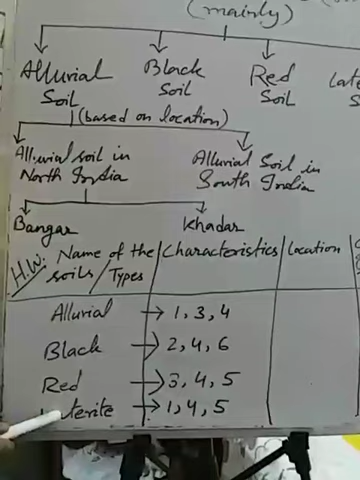 (mainly)
Alluvial Soil
Black Soil
Red Soil
(based on location)
Alluvial soil in North India
Alluvial Soil in South India
Bangar
Khadar
H.W. Name of the soils / Types
Characteristics
Location
Alluvial → 1, 3, 4
Black → 2, 4, 6
Red → 3, 4, 5
→ 1, 4, 5